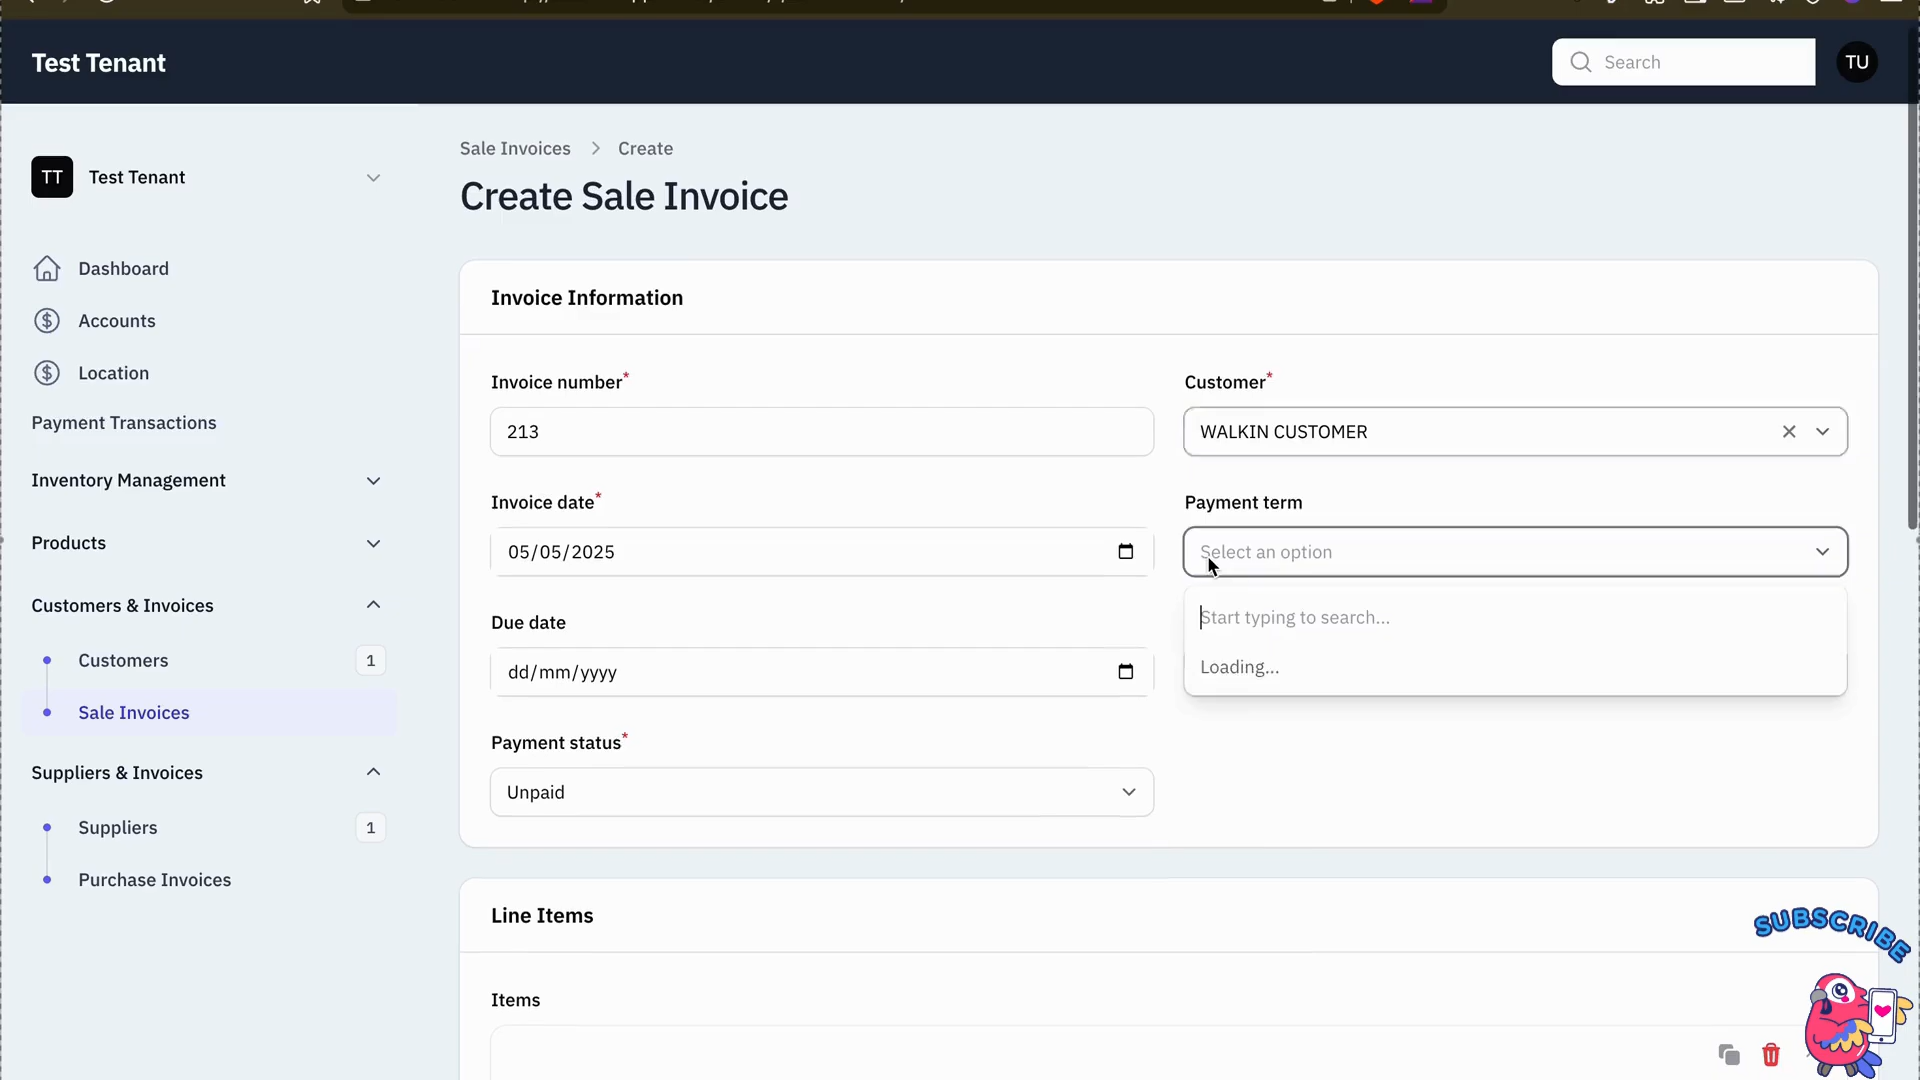 Test Tenant
Search
TU
TT
Test Tenant
Dashboard
Accounts
Location
Payment Transactions
Inventory Management
Products
Customers & Invoices
Customers
1
Sale Invoices
Suppliers & Invoices
Suppliers
1
Purchase Invoices
Sale Invoices > Create
Create Sale Invoice
Invoice Information
Invoice number*
213
Customer*
WALKIN CUSTOMER
Invoice date*
05/05/2025
Payment term
Select an option
Start typing to search...
Loading...
Due date
dd/mm/yyyy
Payment status*
Unpaid
Line Items
Items
SUBSCRIBE